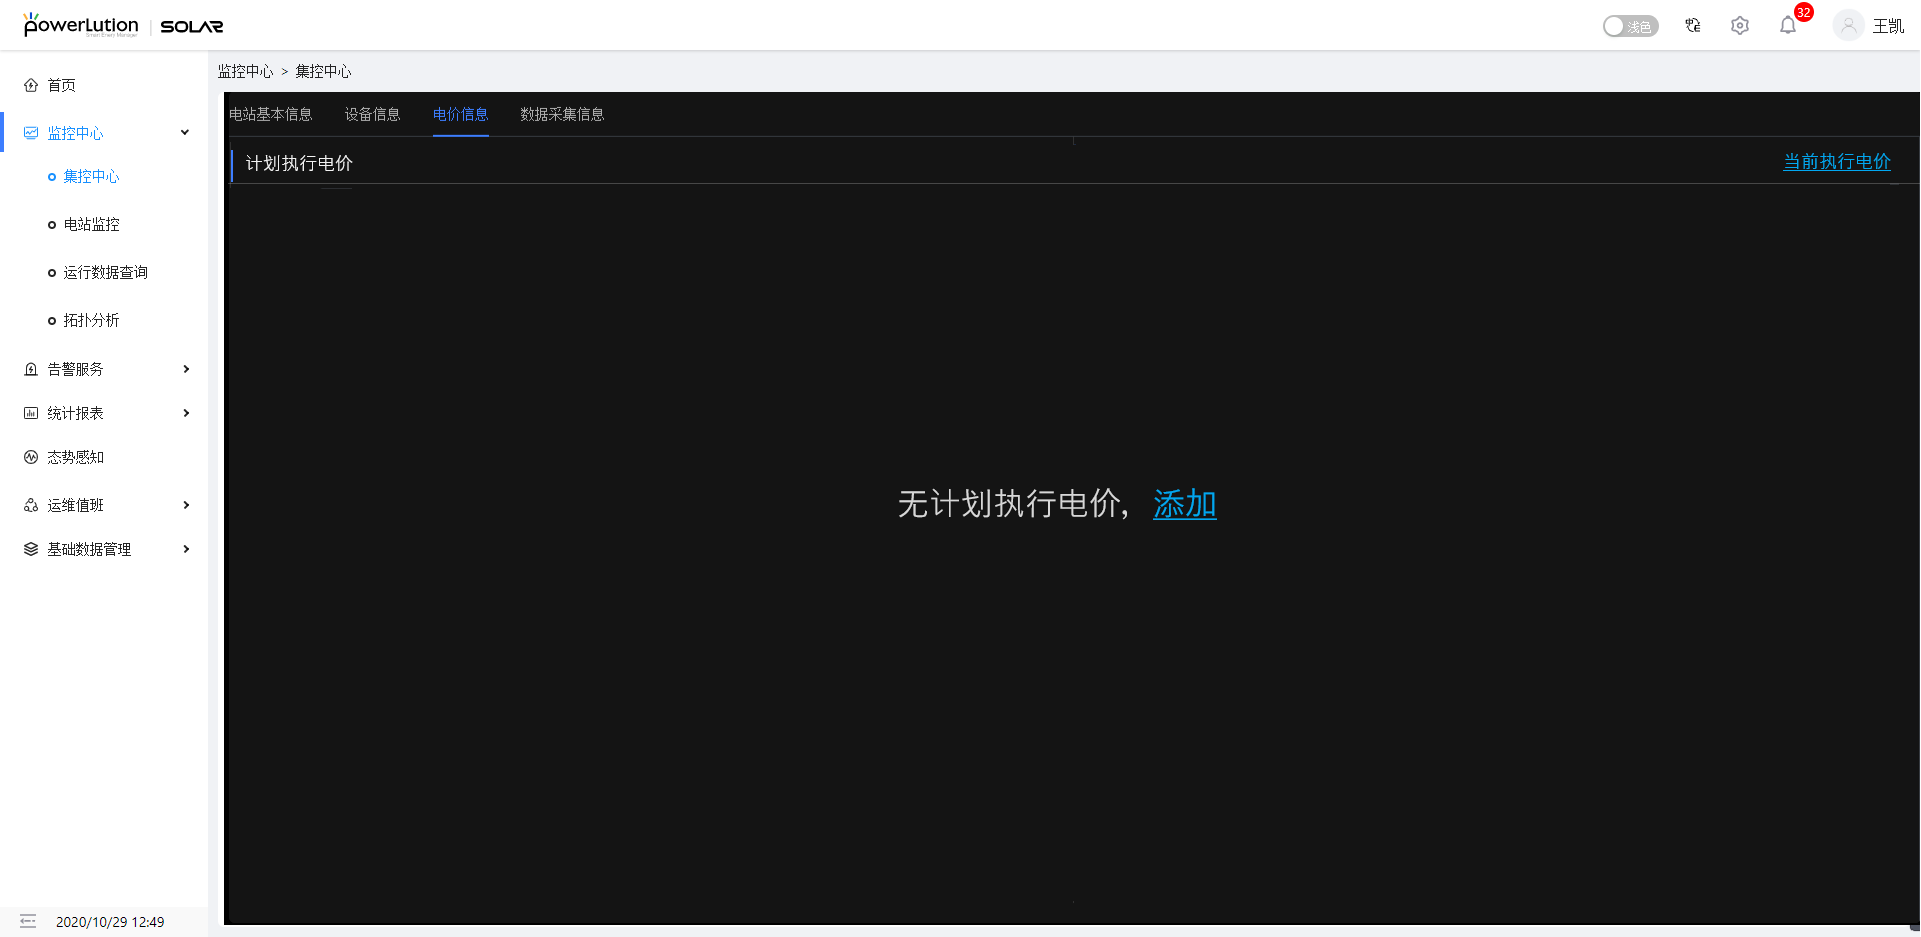 powerLution SOLAR
浅色
32
王凯
首页
监控中心
集控中心
电站监控
运行数据查询
拓扑分析
告警服务
统计报表
态势感知
运维值班
基础数据管理
2020/10/29 12:49
监控中心 > 集控中心
电站基本信息 设备信息 电价信息 数据采集信息
计划执行电价 当前执行电价
无计划执行电价, 添加